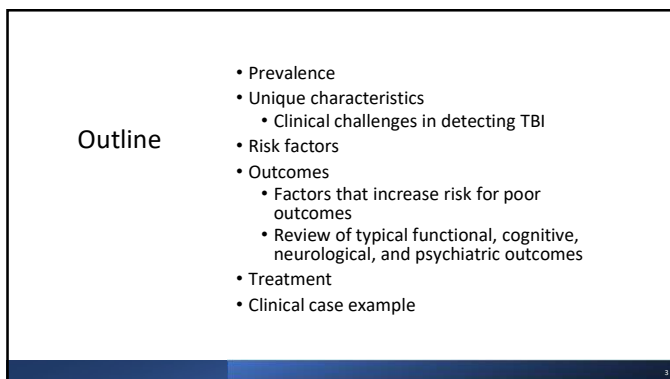 Outline
• Prevalence
• Unique characteristics
• Clinical challenges in detecting TBI
• Risk factors
• Outcomes
• Factors that increase risk for poor
outcomes
• Review of typical functional, cognitive,
neurological, and psychiatric outcomes
• Treatment
• Clinical case example
3